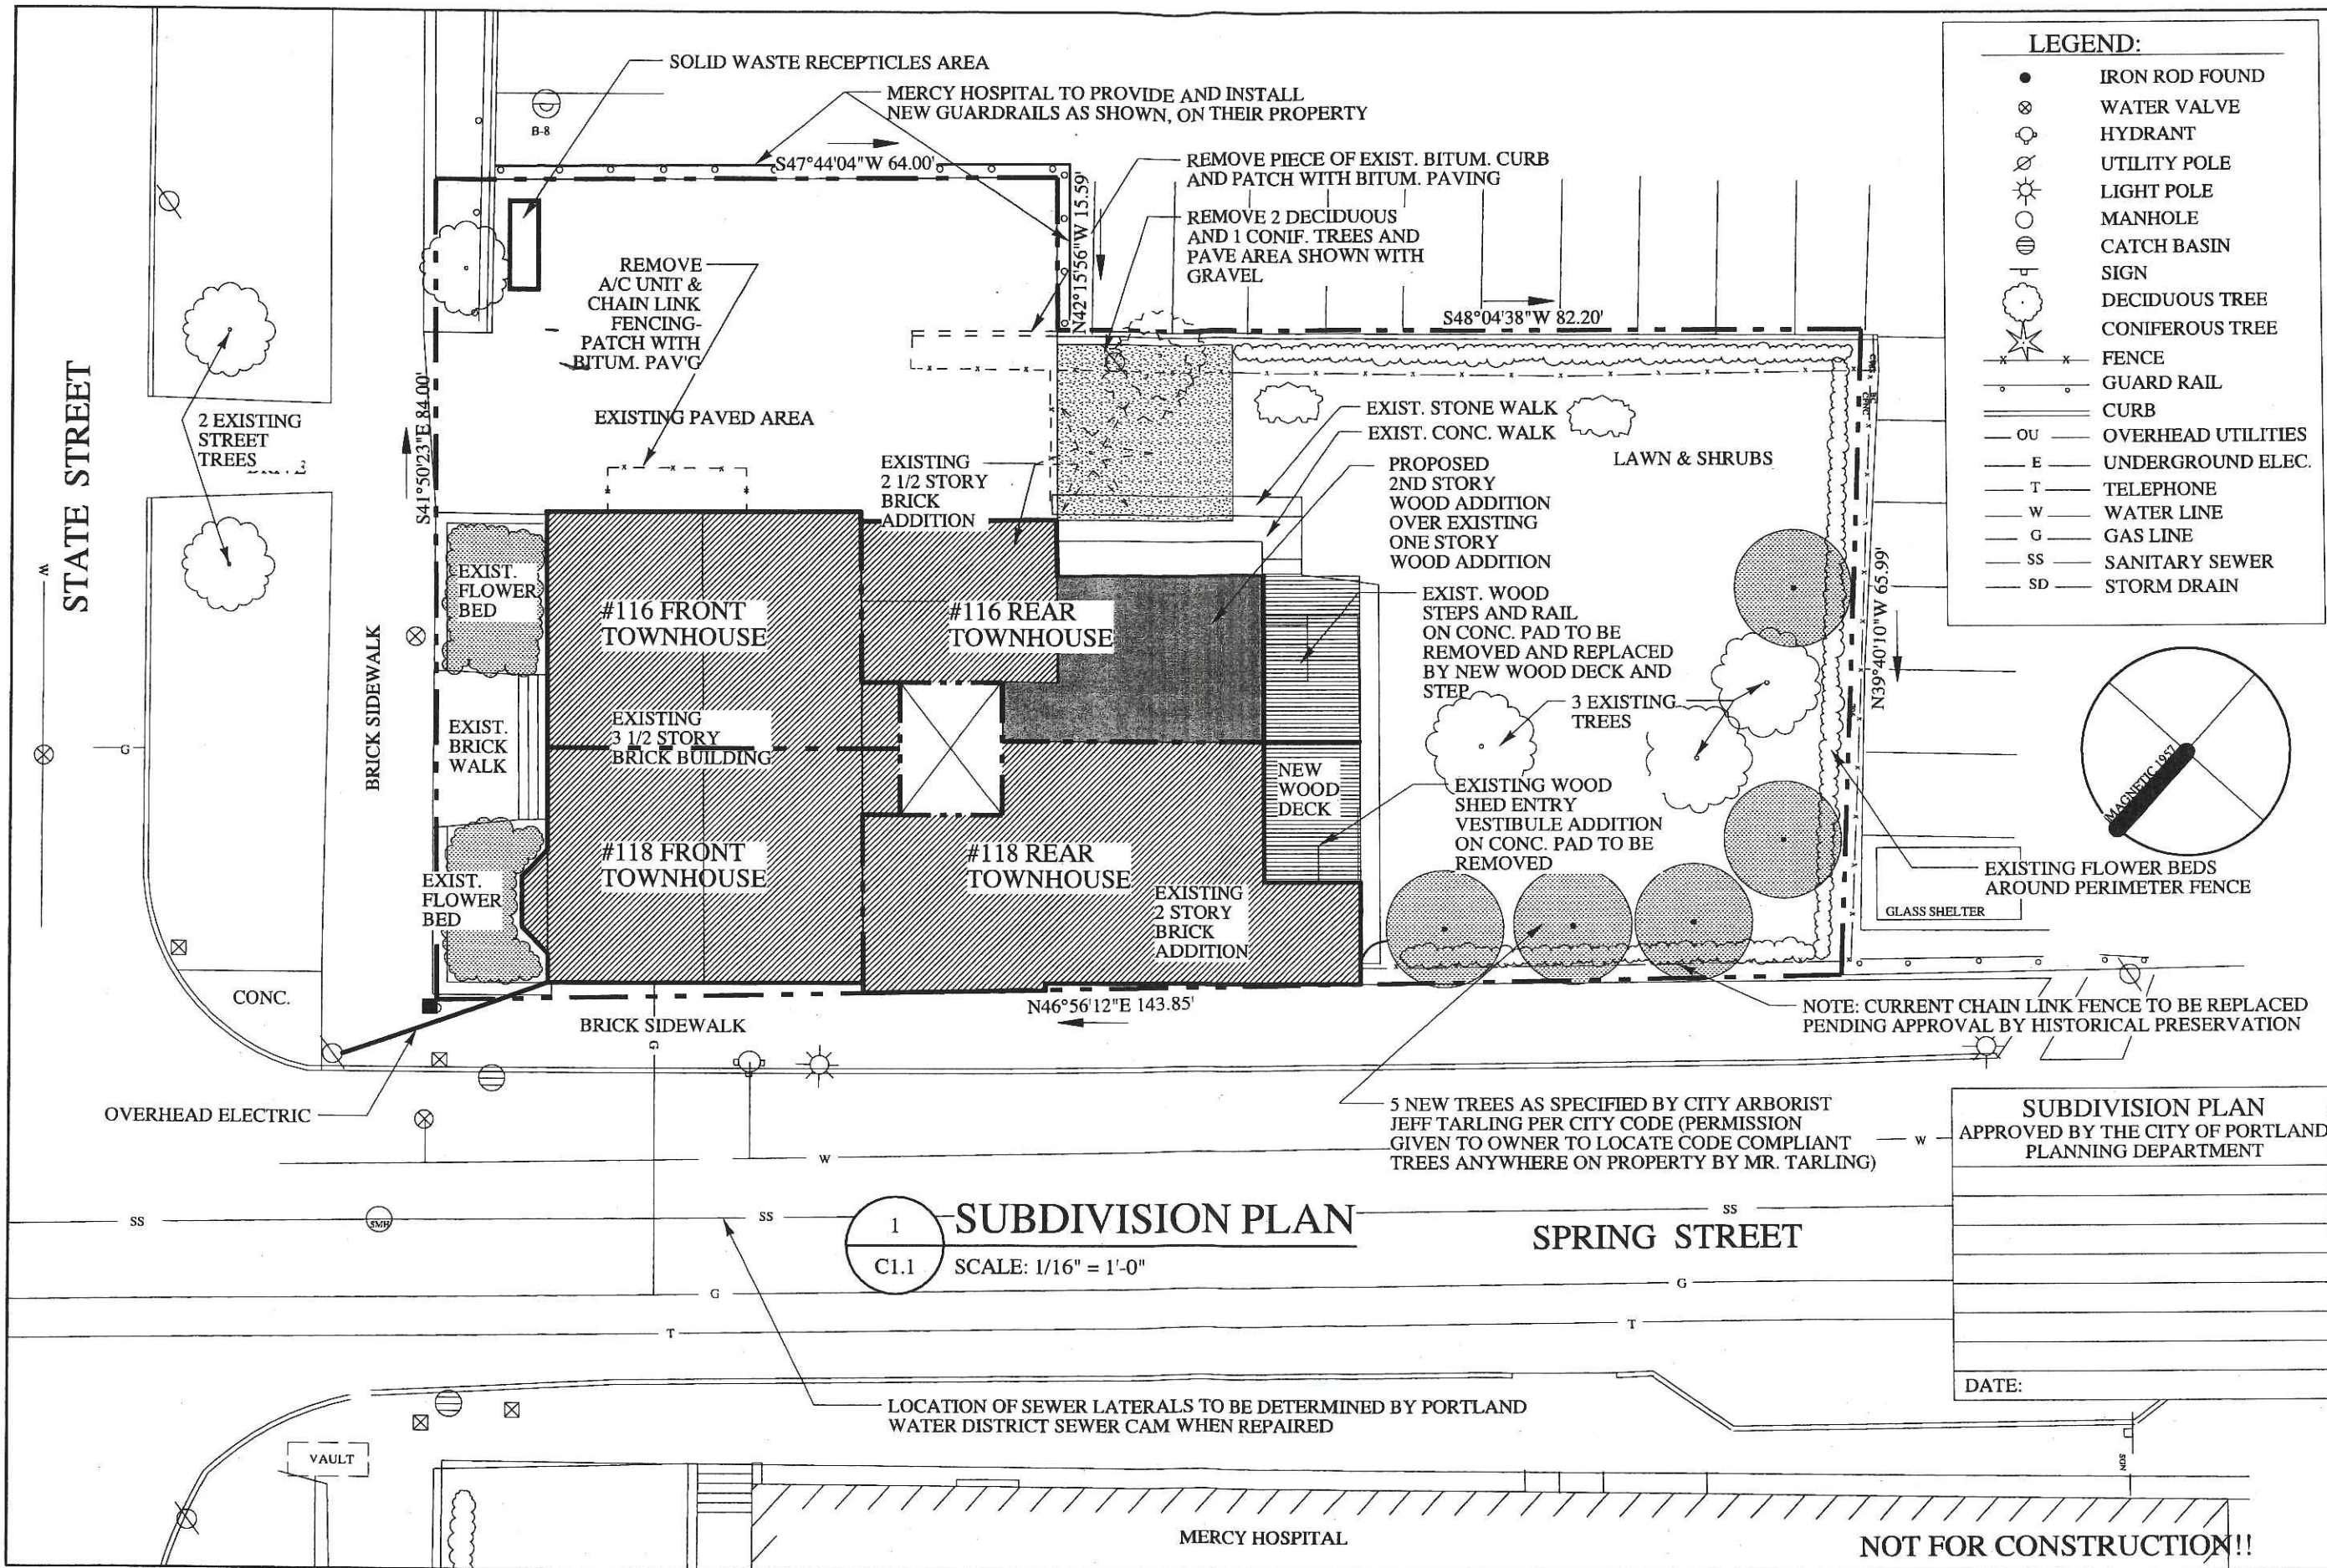 SOLID WASTE RECEPTICLES AREA
MERCY HOSPITAL TO PROVIDE AND INSTALL
NEW GUARDRAILS AS SHOWN, ON THEIR PROPERTY
B-8
S47°44'04"W 64.00'
N42°15'56"W 15.59'
REMOVE PIECE OF EXIST. BITUM. CURB
AND PATCH WITH BITUM. PAVING
REMOVE 2 DECIDUOUS
AND 1 CONIF. TREES AND
PAVE AREA SHOWN WITH
GRAVEL
REMOVE
A/C UNIT &
CHAIN LINK
FENCING-
PATCH WITH
BITUM. PAV'G
S48°04'38"W 82.20'
STATE STREET
2 EXISTING
STREET
TREES
S41°50'23"E 84.00'
EXISTING PAVED AREA
EXIST. STONE WALK
EXIST. CONC. WALK
LAWN & SHRUBS
EXISTING
2 1/2 STORY
BRICK
ADDITION
PROPOSED
2ND STORY
WOOD ADDITION
OVER EXISTING
ONE STORY
WOOD ADDITION
EXIST.
FLOWER
BED
#116 FRONT
TOWNHOUSE
#116 REAR
TOWNHOUSE
EXIST. WOOD
STEPS AND RAIL
ON CONC. PAD TO BE
REMOVED AND REPLACED
BY NEW WOOD DECK AND
STEP
N39°40'10"W 65.99'
BRICK SIDEWALK
EXIST.
BRICK
WALK
EXISTING
3 1/2 STORY
BRICK BUILDING
3 EXISTING
TREES
NEW
WOOD
DECK
EXISTING WOOD
SHED ENTRY
VESTIBULE ADDITION
ON CONC. PAD TO BE
REMOVED
EXIST.
FLOWER
BED
#118 FRONT
TOWNHOUSE
#118 REAR
TOWNHOUSE
EXISTING
2 STORY
BRICK
ADDITION
MAGNETIC 1957
EXISTING FLOWER BEDS
AROUND PERIMETER FENCE
GLASS SHELTER
CONC.
BRICK SIDEWALK
N46°56'12"E 143.85'
NOTE: CURRENT CHAIN LINK FENCE TO BE REPLACED
PENDING APPROVAL BY HISTORICAL PRESERVATION
OVERHEAD ELECTRIC
5 NEW TREES AS SPECIFIED BY CITY ARBORIST
JEFF TARLING PER CITY CODE (PERMISSION
GIVEN TO OWNER TO LOCATE CODE COMPLIANT
TREES ANYWHERE ON PROPERTY BY MR. TARLING)
W
G
G
W
W
SS
SMH
SS
SS
1
C1.1
SUBDIVISION PLAN
SCALE: 1/16" = 1'-0"
SPRING STREET
G
G
T
T
LOCATION OF SEWER LATERALS TO BE DETERMINED BY PORTLAND
WATER DISTRICT SEWER CAM WHEN REPAIRED
VAULT
SGN
MERCY HOSPITAL
NOT FOR CONSTRUCTION!!
LEGEND:
IRON ROD FOUND
WATER VALVE
HYDRANT
UTILITY POLE
LIGHT POLE
MANHOLE
CATCH BASIN
SIGN
DECIDUOUS TREE
CONIFEROUS TREE
x x FENCE
GUARD RAIL
CURB
OU OVERHEAD UTILITIES
E UNDERGROUND ELEC.
T TELEPHONE
W WATER LINE
G GAS LINE
SS SANITARY SEWER
SD STORM DRAIN
SUBDIVISION PLAN
APPROVED BY THE CITY OF PORTLAND
PLANNING DEPARTMENT
DATE: